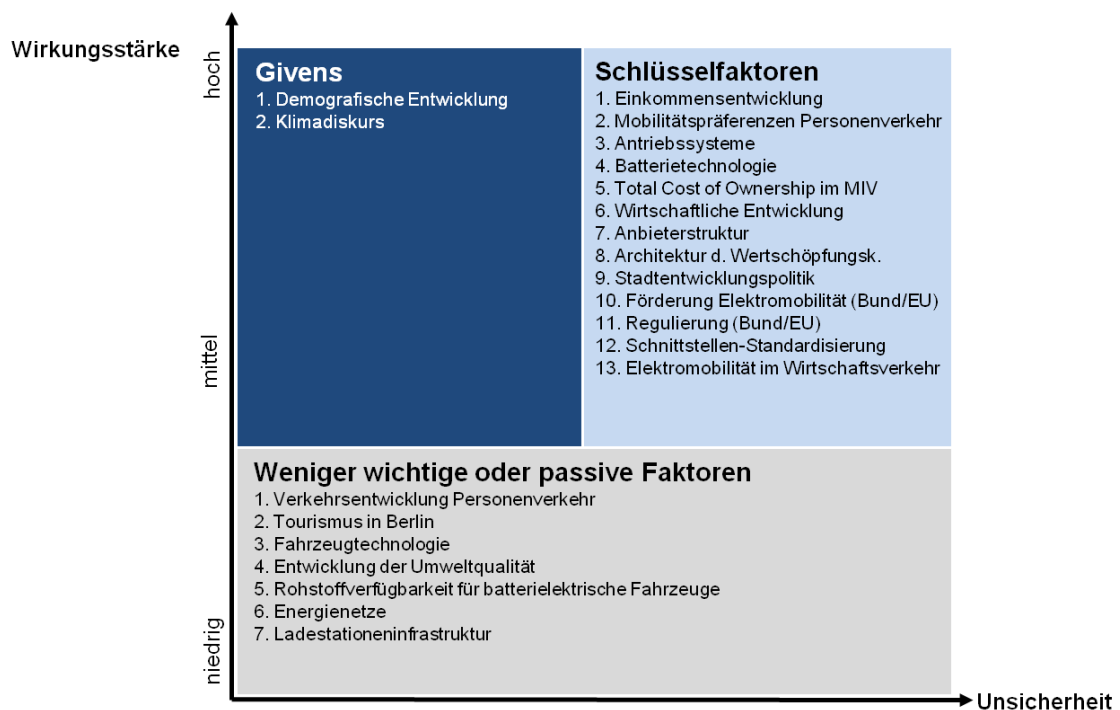 Wirkungsstärke
hoch
mittel
niedrig
Givens
1. Demografische Entwicklung
2. Klimadiskurs
Schlüsselfaktoren
1. Einkommensentwicklung
2. Mobilitätspräferenzen Personenverkehr
3. Antriebssysteme
4. Batterietechnologie
5. Total Cost of Ownership im MIV
6. Wirtschaftliche Entwicklung
7. Anbieterstruktur
8. Architektur d. Wertschöpfungsk.
9. Stadtentwicklungspolitik
10. Förderung Elektromobilität (Bund/EU)
11. Regulierung (Bund/EU)
12. Schnittstellen-Standardisierung
13. Elektromobilität im Wirtschaftsverkehr
Weniger wichtige oder passive Faktoren
1. Verkehrsentwicklung Personenverkehr
2. Tourismus in Berlin
3. Fahrzeugtechnologie
4. Entwicklung der Umweltqualität
5. Rohstoffverfügbarkeit für batterielektrische Fahrzeuge
6. Energienetze
7. Ladestationeninfrastruktur
Unsicherheit